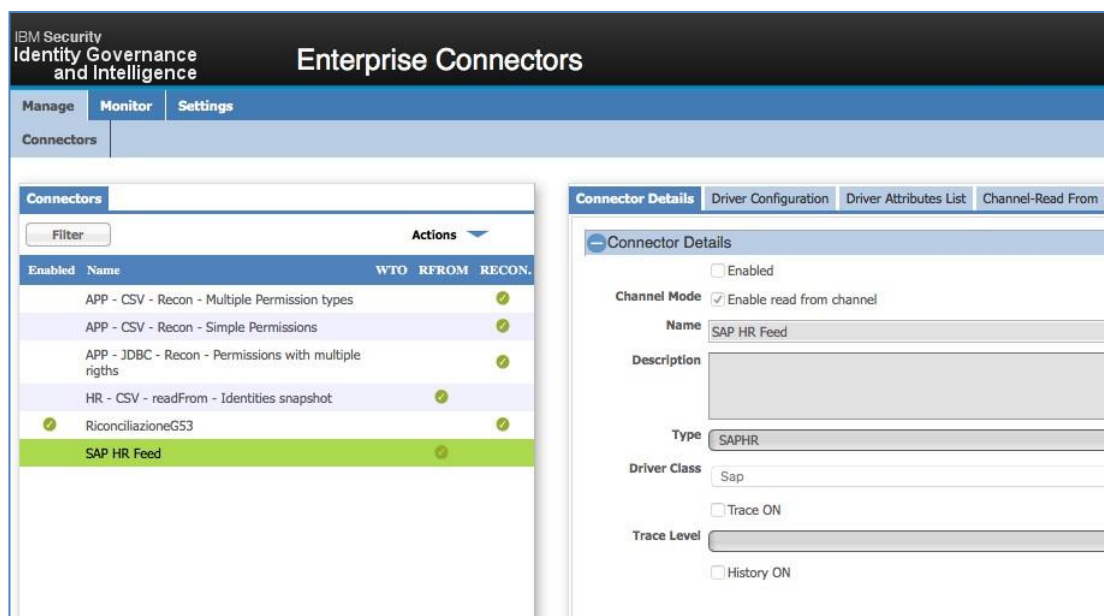 IBM Security
Identity Governance
and Intelligence
Enterprise Connectors
Manage Monitor Settings
Connectors
Connectors
Filter Actions
Enabled Name WTO RFROM RECON.
APP - CSV - Recon - Multiple Permission types
APP - CSV - Recon - Simple Permissions
APP - JDBC - Recon - Permissions with multiple
rigths
HR - CSV - readFrom - Identities snapshot
RiconciliazioneG53
SAP HR Feed
Connector Details Driver Configuration Driver Attributes List Channel-Read From
Connector Details
Enabled
Channel Mode Enable read from channel
Name SAP HR Feed
Description
Type SAPHR
Driver Class Sap
Trace ON
Trace Level
History ON